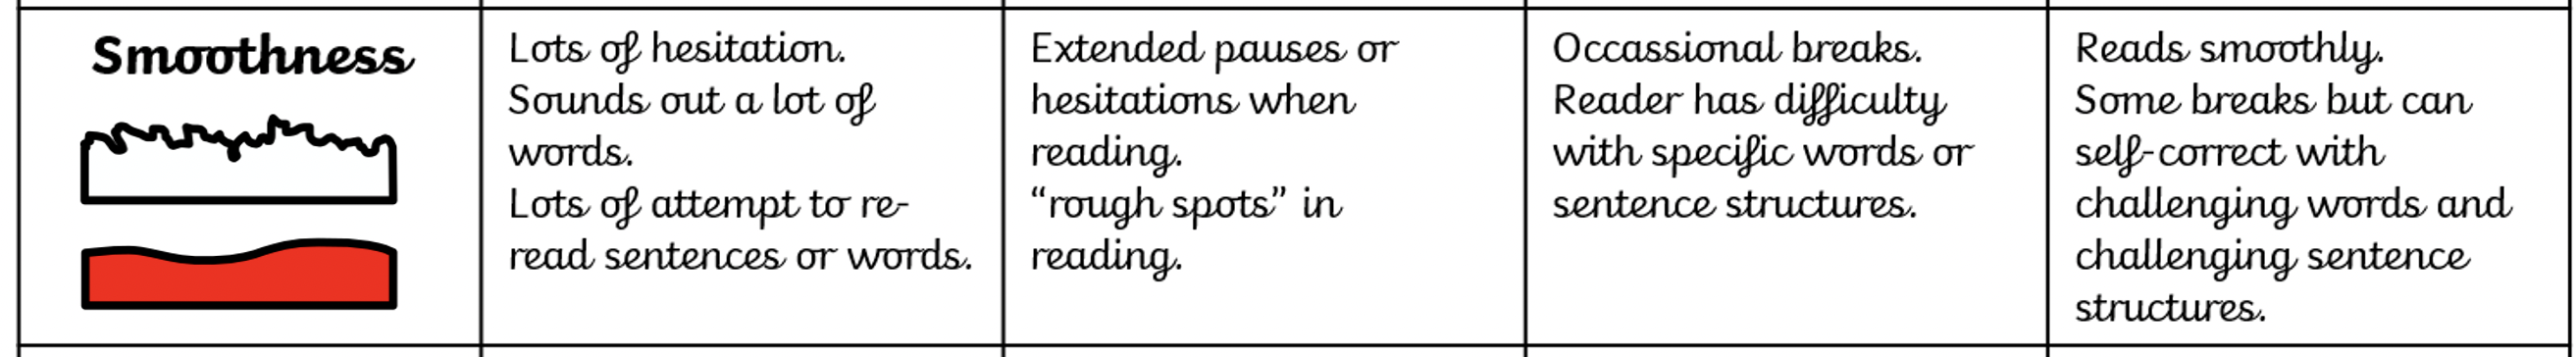 Smoothness
Lots of hesitation.
Sounds out a lot of
words.
Lots of attempt to re-
read sentences or words.
Extended pauses or
hesitations when
reading.
“rough spots” in
reading.
Occassional breaks.
Reader has difficulty
with specific words or
sentence structures.
Reads smoothly.
Some breaks but can
self-correct with
challenging words and
challenging sentence
structures.